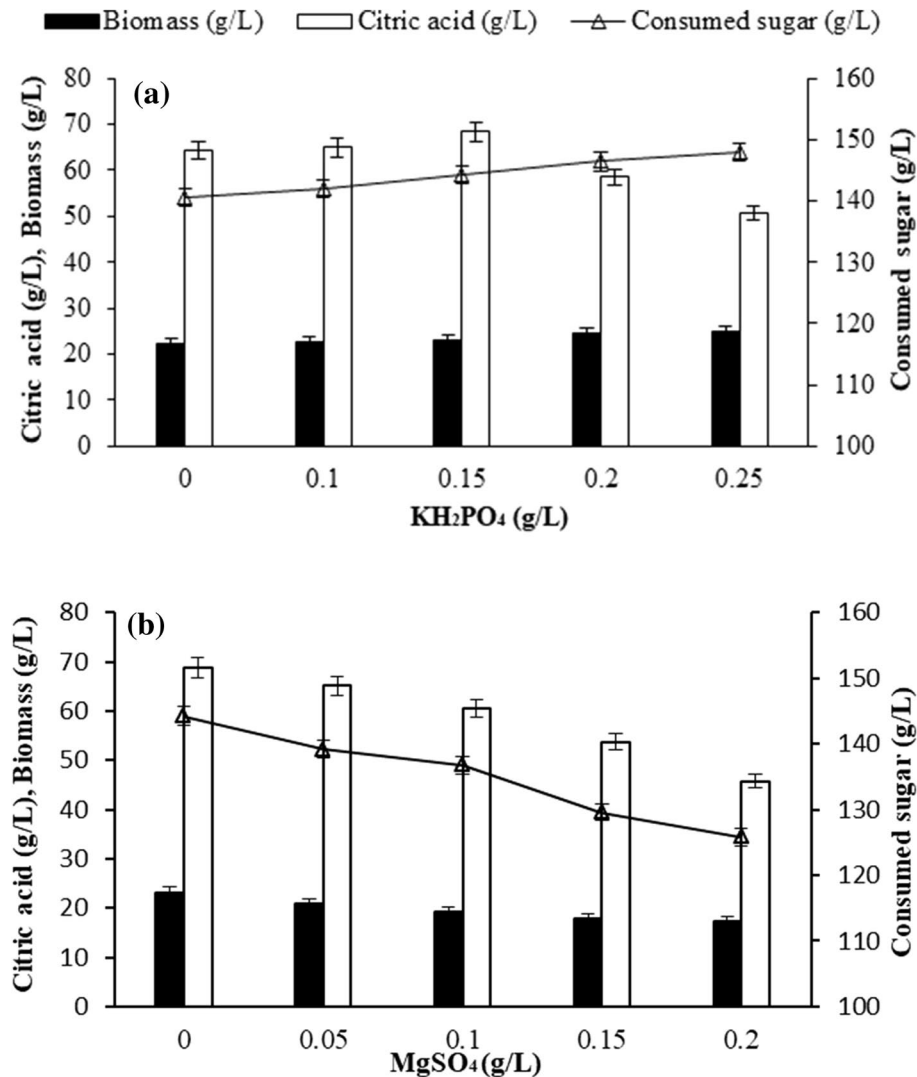 Biomass (g/L) Citric acid (g/L) Consumed sugar (g/L)
(a)
Citric acid (g/L), Biomass (g/L)
80
70
60
50
40
30
20
10
0
160
150
140
130
120
110
100
Consumed sugar (g/L)
0 0.1 0.15 0.2 0.25
KH₂PO₄ (g/L)
(b)
Citric acid (g/L), Biomass (g/L)
80
70
60
50
40
30
20
10
0
160
150
140
130
120
110
100
Consumed sugar (g/L)
0 0.05 0.1 0.15 0.2
MgSO₄ (g/L)